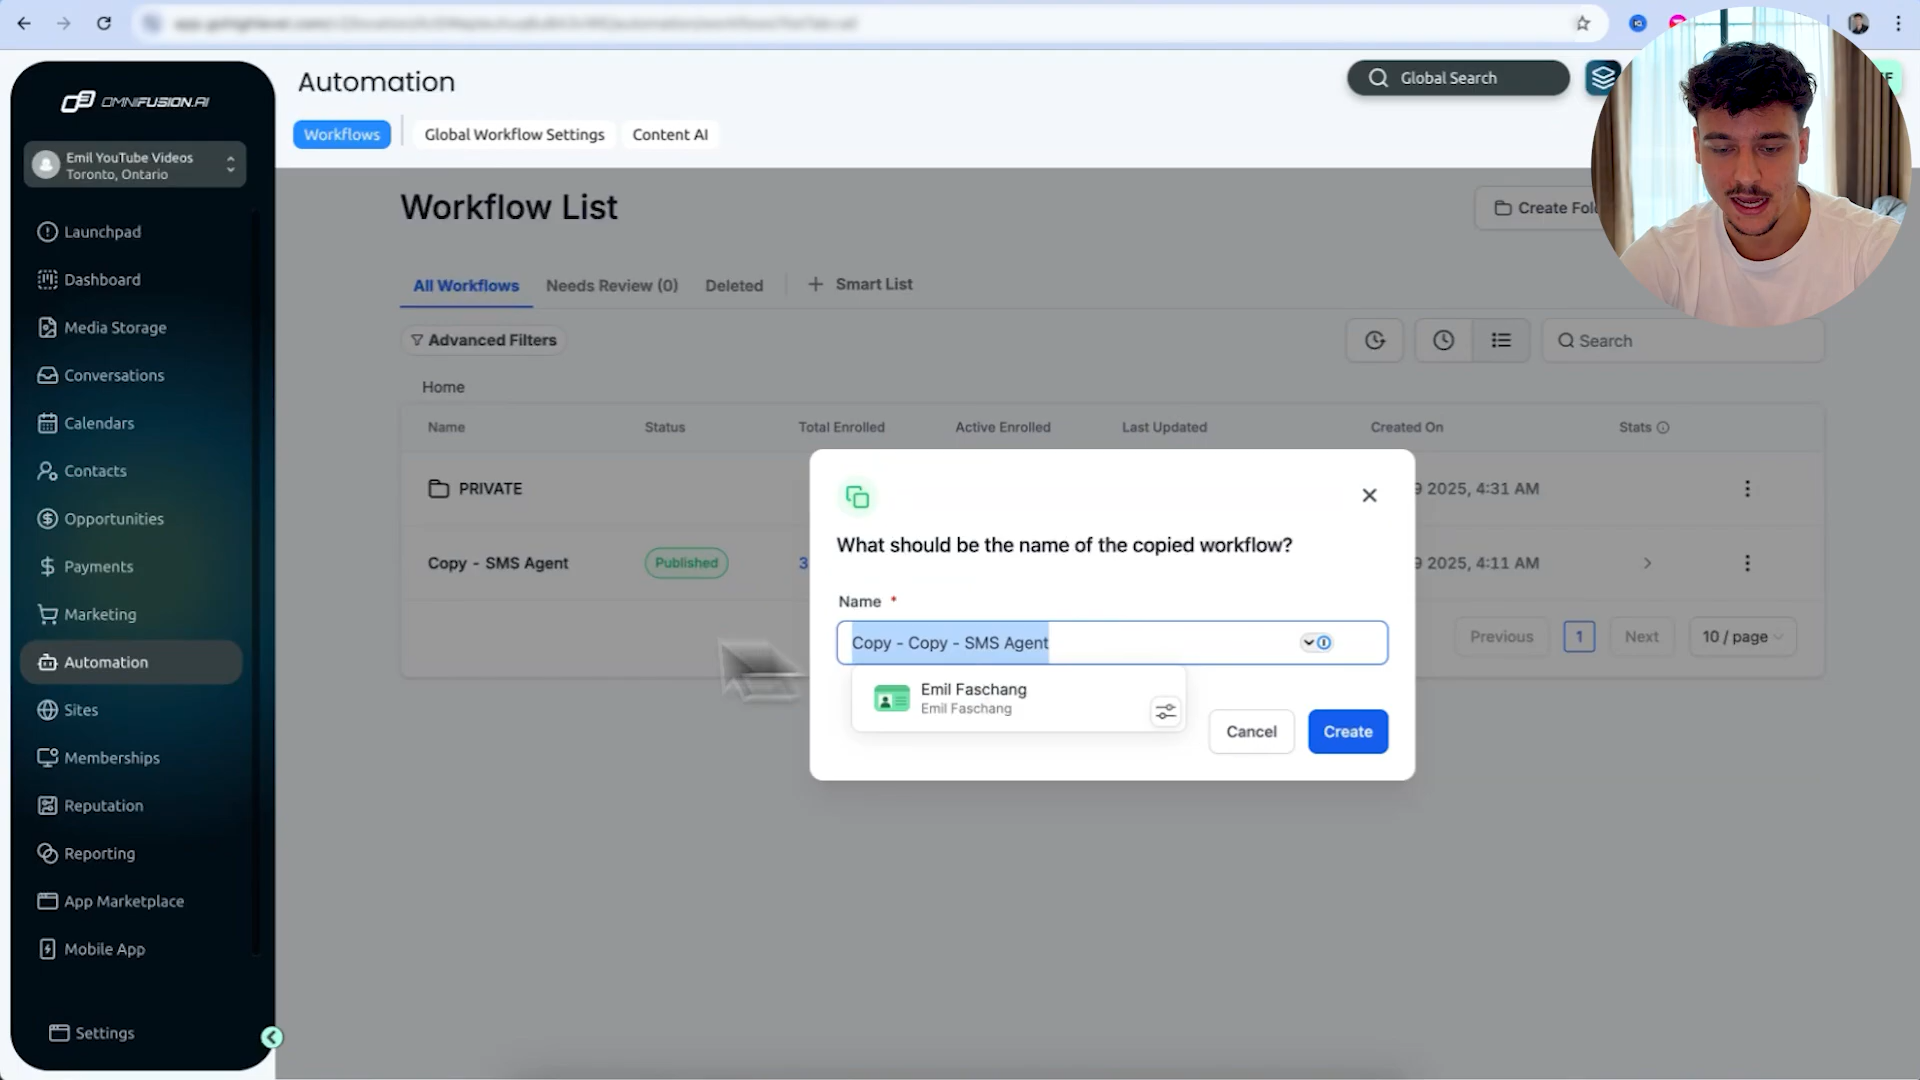 Automation
Global Search
OMNIFUSION.AI
Workflows
Global Workflow Settings
Content AI
Emil YouTube Videos
Toronto, Ontario
Workflow List
Launchpad
Dashboard
Media Storage
Conversations
Calendars
Contacts
Opportunities
Payments
Marketing
Automation
Sites
Memberships
Reputation
Reporting
App Marketplace
Mobile App
Settings
All Workflows
Needs Review (0)
Deleted
Smart List
Advanced Filters
Search
Home
Name
Status
Total Enrolled
Active Enrolled
Last Updated
Created On
Stats
PRIVATE
9 2025, 4:31 AM
Copy - SMS Agent
Published
3
9 2025, 4:11 AM
Previous
1
Next
10 / page
What should be the name of the copied workflow?
Name *
Copy - Copy - SMS Agent
Emil Faschang
Emil Faschang
Cancel
Create